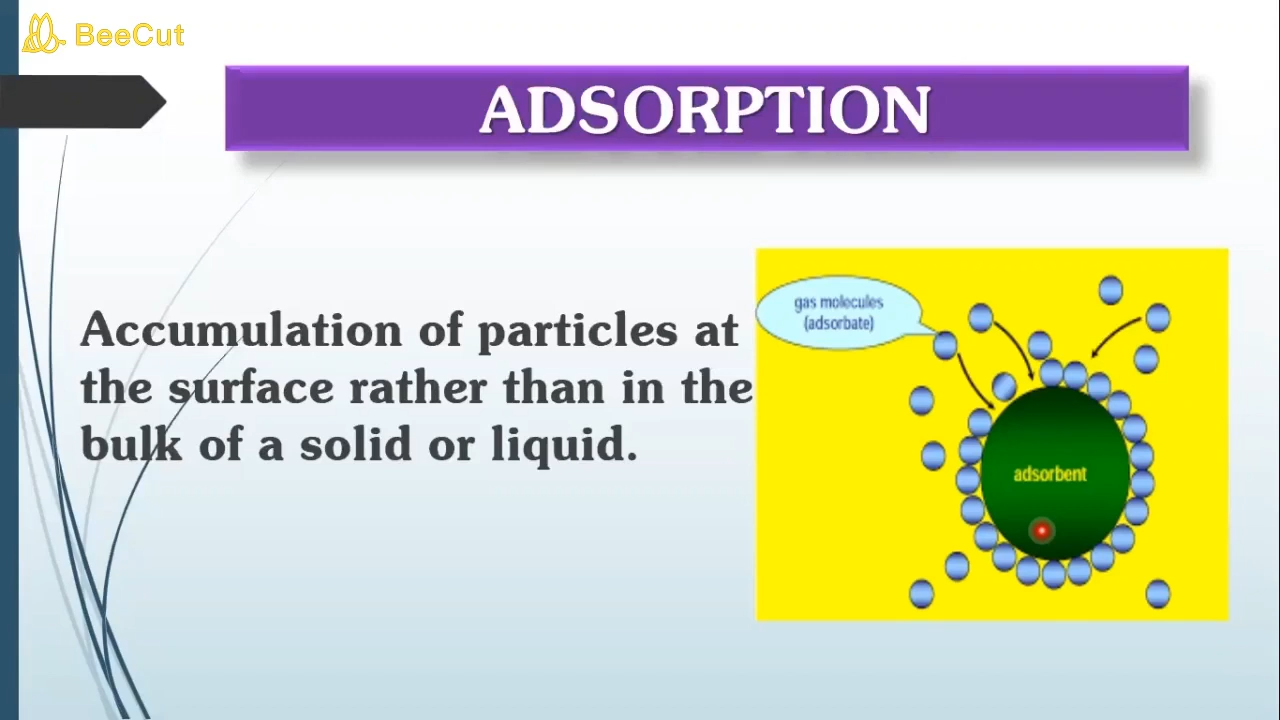 BeeCut
ADSORPTION
Accumulation of particles at
the surface rather than in the
bulk of a solid or liquid.
gas molecules
(adsorbate)
adsorbent